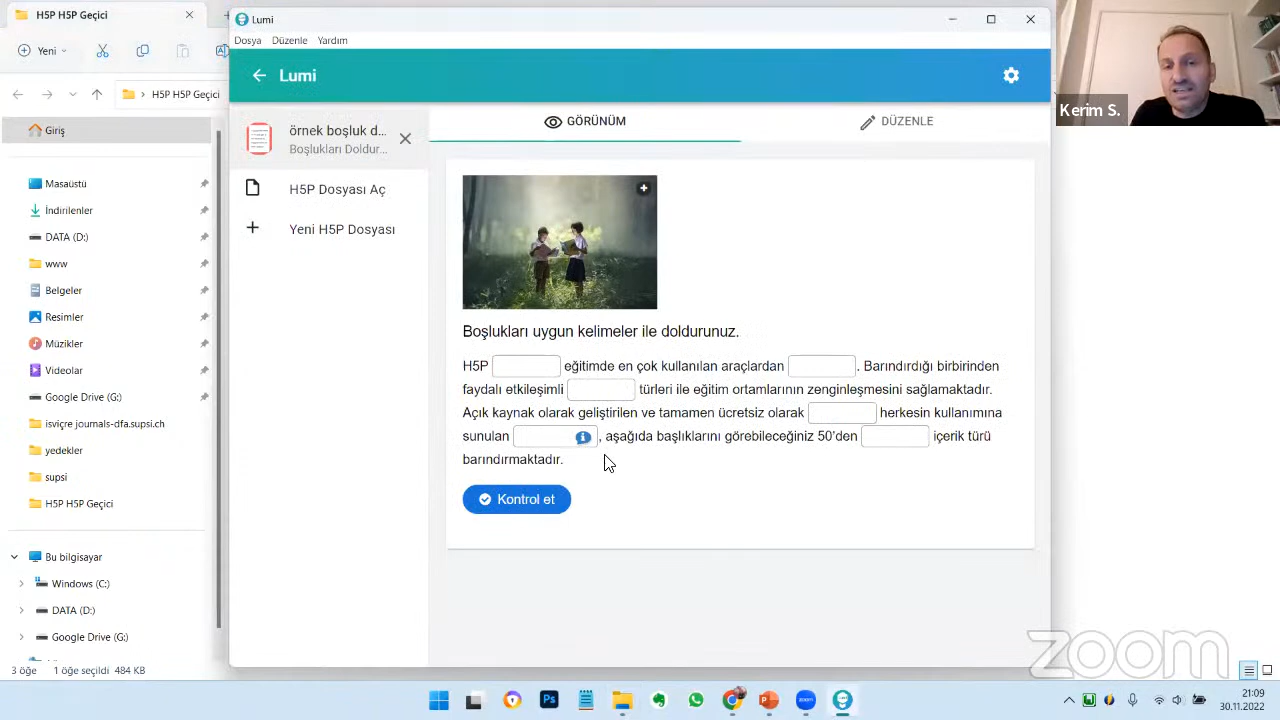 H5P H5P Geçici
Yeni
H5P H5P Geçici
Giriş
Masaüstü
İndirilenler
DATA (D:)
www
Belgeler
Resimler
Müzikler
Videolar
Google Drive (G:)
isviçre journals-dfa.supsi.ch
yedekler
supsi
H5P H5P Geçici
Bu bilgisayar
Windows (C:)
DATA (D:)
Google Drive (G:)
3 öğe 1 öğe seçildi 484 KB
Lumi
Dosya Düzenle Yardım
Lumi
örnek boşluk d...
Boşlukları Doldur...
H5P Dosyası Aç
Yeni H5P Dosyası
GÖRÜNÜM DÜZENLE
Boşlukları uygun kelimeler ile doldurunuz.
H5P eğitimde en çok kullanılan araçlardan . Barındırdığı birbirinden
faydalı etkileşimli türleri ile eğitim ortamlarının zenginleşmesini sağlamaktadır.
Açık kaynak olarak geliştirilen ve tamamen ücretsiz olarak herkesin kullanımına
sunulan , aşağıda başlıklarını görebileceğiniz 50'den içerik türü
barındırmaktadır.
Kontrol et
Kerim S.
zoom
Ps
zoom
21:09
30.11.2022